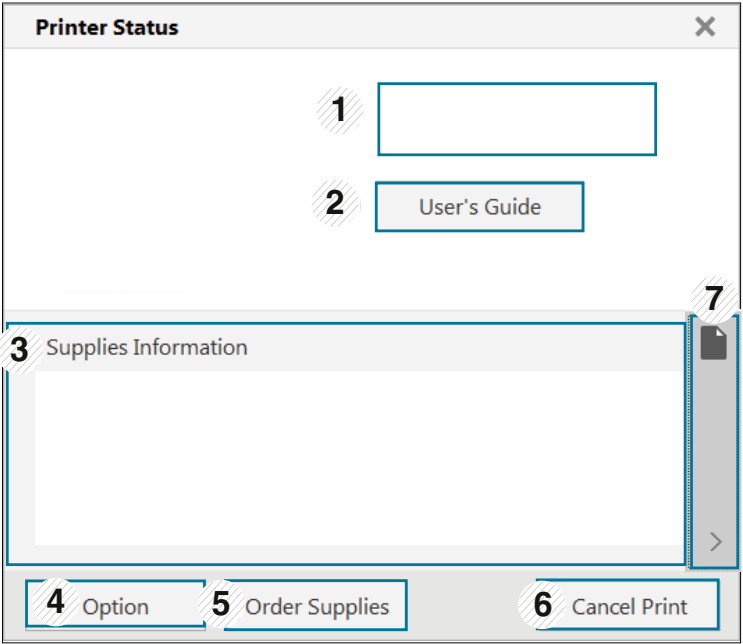 Printer Status
1
2 User's Guide
7
3 Supplies Information
4 Option 5 Order Supplies 6 Cancel Print